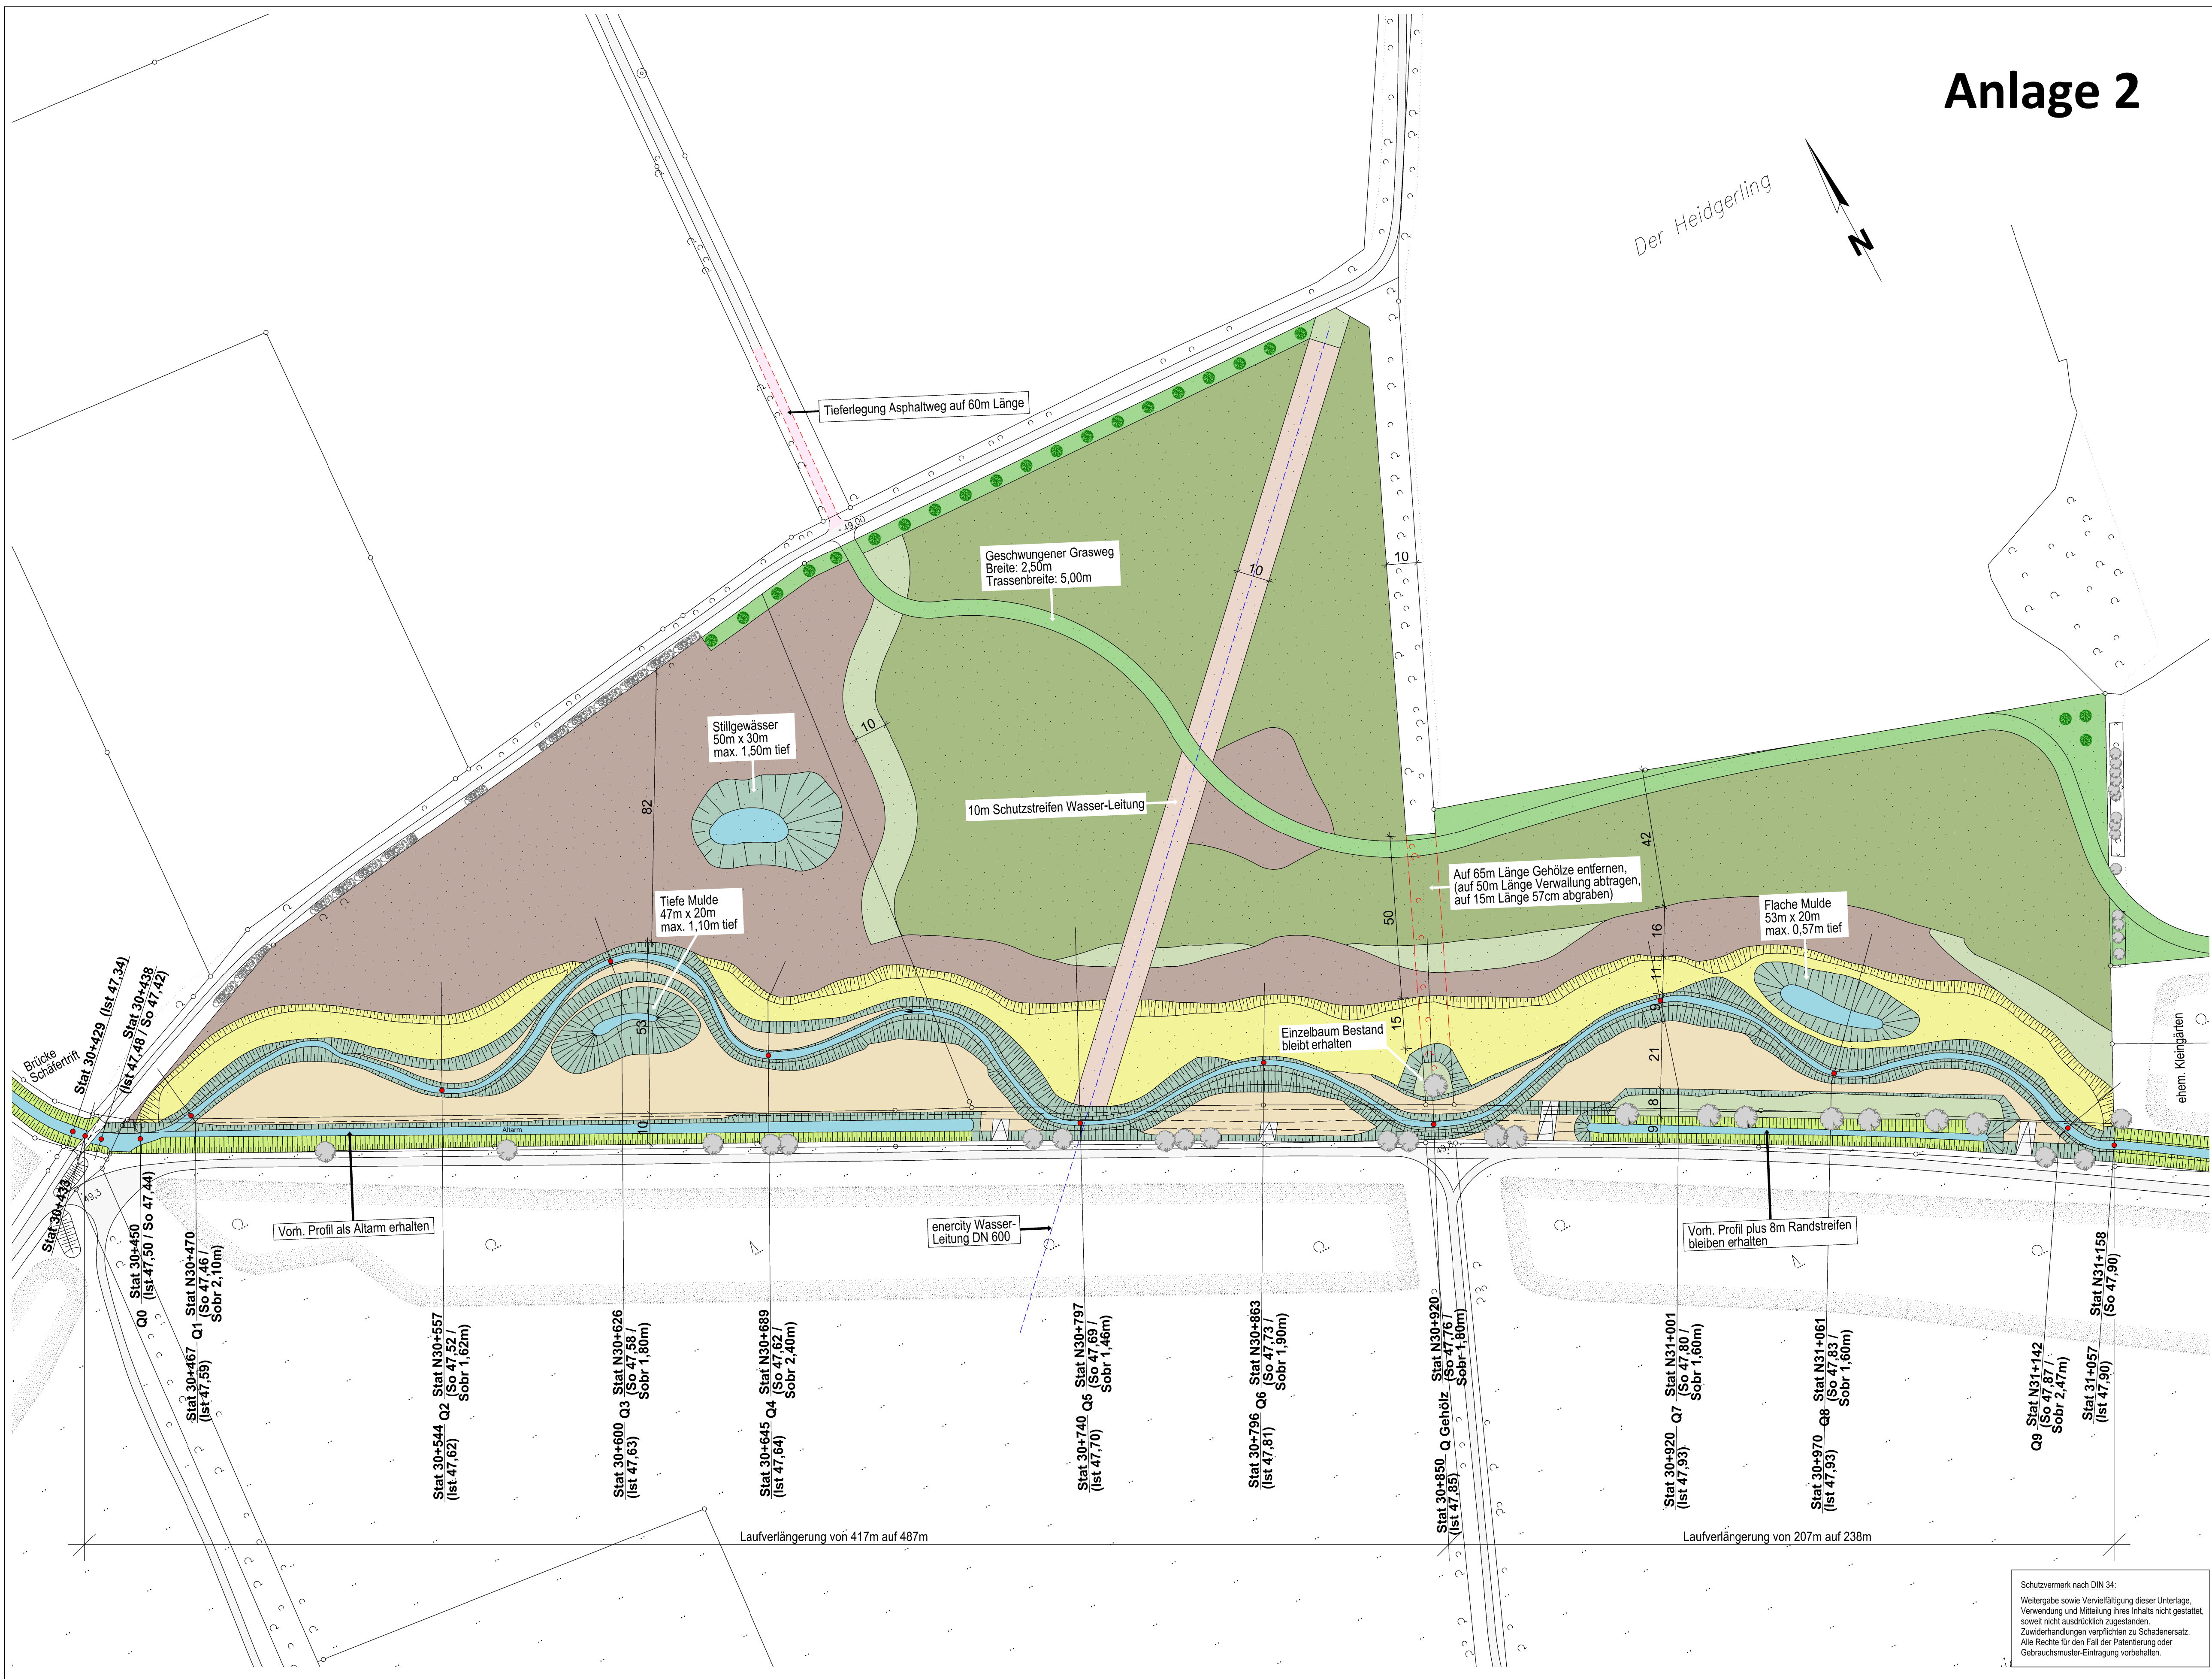 Anlage 2
Der Heidgerling
N
Tieferlegung Asphaltweg auf 60m Länge
49,00
Geschwungener Grasweg
Breite: 2,50m
Trassenbreite: 5,00m
10
10
10
Stillgewässer
50m x 30m
max. 1,50m tief
82
10m Schutzstreifen Wasser-Leitung
42
Auf 65m Länge Gehölze entfernen,
(auf 50m Länge Verwallung abtragen,
auf 15m Länge 57cm abgraben)
Tiefe Mulde
47m x 20m
max. 1,10m tief
50
Flache Mulde
53m x 20m
max. 0,57m tief
16
11
9
21
8
9
53
10
15
Einzelbaum Bestand
bleibt erhalten
Brücke
Schäfertrift
Stat 30+429 (Ist 47,34)
Stat 30+438
(Ist 47,48 / So 47,42)
ehem. Kleingärten
Altarm
Stat 30+433
49,3
Vorh. Profil als Altarm erhalten
enercity Wasser-
Leitung DN 600
Vorh. Profil plus 8m Randstreifen
bleiben erhalten
Q0 Stat 30+450
(Ist 47,50 / So 47,44)
Stat 30+467 Q1 Stat N30+470
(Ist 47,59) (So 47,46 /
Sobr 2,10m)
Stat 30+544 Q2 Stat N30+557
(Ist 47,62) (So 47,52 /
Sobr 1,62m)
Stat 30+600 Q3 Stat N30+626
(Ist 47,63) (So 47,58 /
Sobr 1,80m)
Stat 30+645 Q4 Stat N30+689
(Ist 47,64) (So 47,62 /
Sobr 2,40m)
Stat 30+740 Q5 Stat N30+797
(Ist 47,70) (So 47,69 /
Sobr 1,46m)
Stat 30+796 Q6 Stat N30+863
(Ist 47,81) (So 47,73 /
Sobr 1,90m)
Stat 30+850 Q Gehölz Stat N30+920
(Ist 47,85) (So 47,76 /
Sobr 1,80m)
Stat 30+920 Q7 Stat N31+001
(Ist 47,93) (So 47,80 /
Sobr 1,60m)
Stat 30+970 Q8 Stat N31+061
(Ist 47,93) (So 47,83 /
Sobr 1,60m)
Q9 Stat N31+142
(So 47,87 /
Sobr 2,47m)
Stat 31+057 Stat N31+158
(Ist 47,90) (So 47,90)
Laufverlängerung von 417m auf 487m
Laufverlängerung von 207m auf 238m
Schutzvermerk nach DIN 34:
Weitergabe sowie Vervielfältigung dieser Unterlage,
Verwendung und Mitteilung ihres Inhalts nicht gestattet,
soweit nicht ausdrücklich zugestanden.
Zuwiderhandlungen verpflichten zu Schadenersatz.
Alle Rechte für den Fall der Patentierung oder
Gebrauchsmuster-Eintragung vorbehalten.